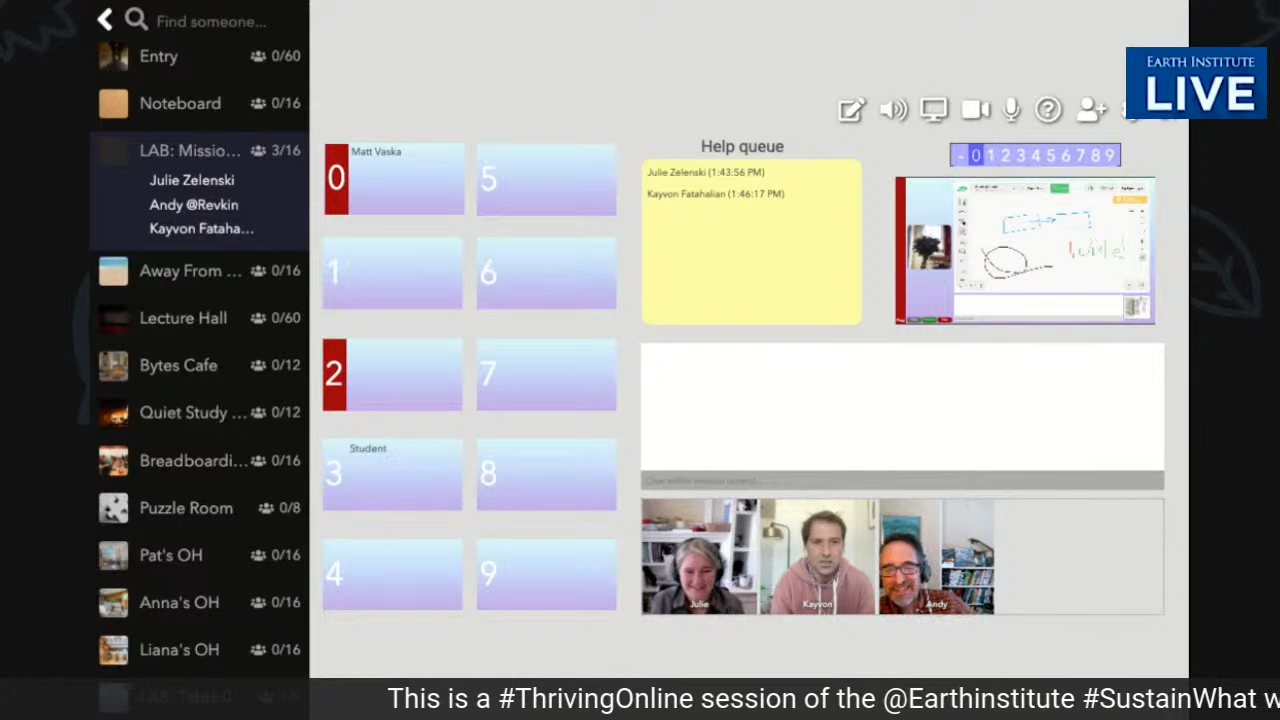 Find someone...
Entry 0/60
Noteboard 0/16
LAB: Missio... 3/16
Julie Zelenski
Andy @Revkin
Kayvon Fataha...
Away From ... 0/16
Lecture Hall 0/60
Bytes Cafe 0/12
Quiet Study ... 0/12
Breadboardi... 0/16
Puzzle Room 0/8
Pat's OH 0/16
Anna's OH 0/16
Liana's OH 0/16
EARTH INSTITUTE
LIVE
0 Matt Vaska
1
2
3 Student
4
5
6
7
8
9
Help queue
Julie Zelenski (1:43:56 PM)
Kayvon Fatahalian (1:46:17 PM)
- 0 1 2 3 4 5 6 7 8 9
Julie
Kayvon
Andy
This is a #ThrivingOnline session of the @Earthinstitute #SustainWhat w